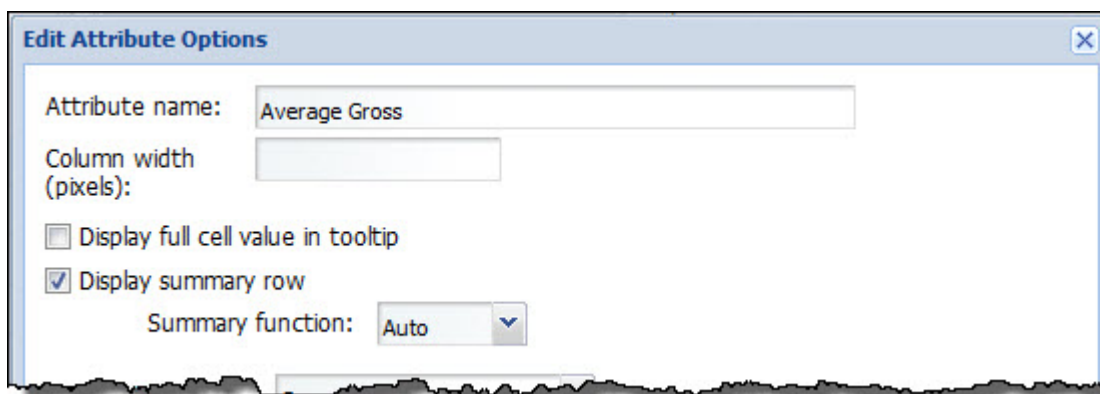 Edit Attribute Options
Attribute name: Average Gross
Column width
(pixels):
Display full cell value in tooltip
Display summary row
Summary function: Auto